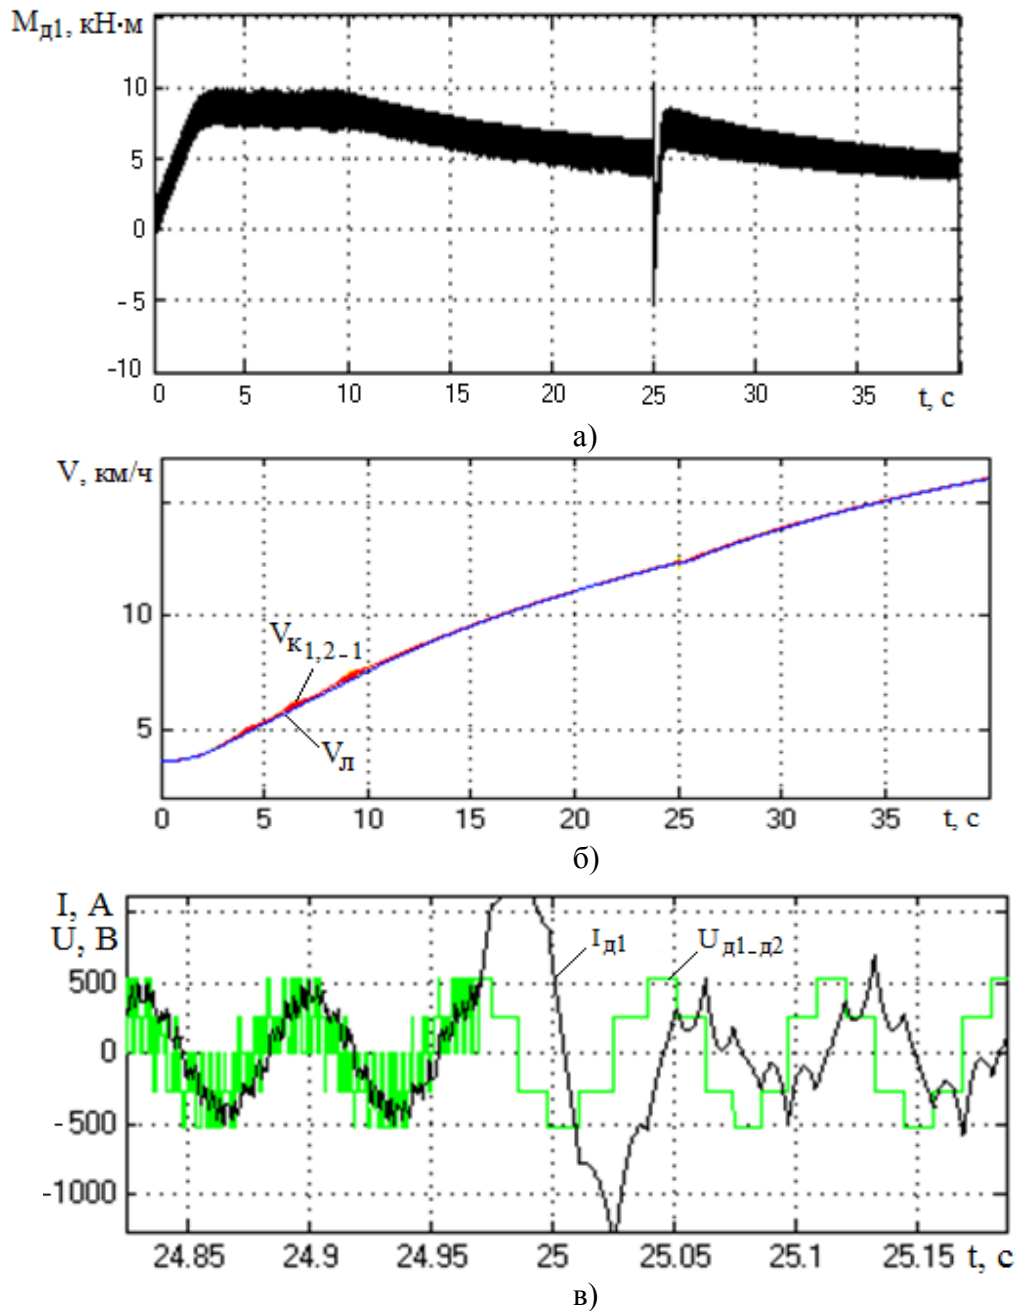 Mд1, кН·м
10
5
0
-5
-10
0 5 10 15 20 25 30 35 t, с
а)
V, км/ч
10
5
Vк1,2-1
Vл
0 5 10 15 20 25 30 35 t, с
б)
I, А
U, В
Iд1 Uд1-д2
500
0
-500
-1000
24.85 24.9 24.95 25 25.05 25.1 25.15 t, с
в)